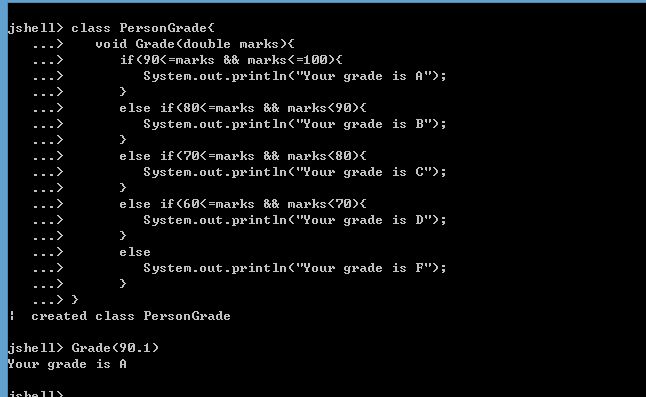 jshell> class PersonGrade{
   ...>    void Grade(double marks){
   ...>       if(90<=marks && marks<=100){
   ...>          System.out.println("Your grade is A");
   ...>       }
   ...>       else if(80<=marks && marks<90){
   ...>          System.out.println("Your grade is B");
   ...>       }
   ...>       else if(70<=marks && marks<80){
   ...>          System.out.println("Your grade is C");
   ...>       }
   ...>       else if(60<=marks && marks<70){
   ...>          System.out.println("Your grade is D");
   ...>       }
   ...>       else
   ...>          System.out.println("Your grade is F");
   ...>       }
   ...> }
|  created class PersonGrade
jshell> Grade(90.1)
Your grade is A
jshell>